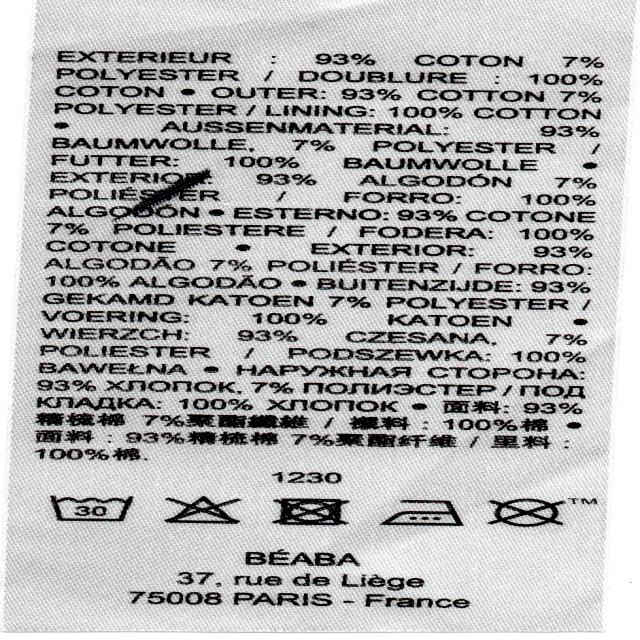 EXTERIEUR : 93% COTON 7%
POLYESTER / DOUBLURE : 100%
COTON • OUTER: 93% COTTON 7%
POLYESTER / LINING: 100% COTTON
• AUSSENMATERIAL: 93%
BAUMWOLLE, 7% POLYESTER /
FUTTER: 100% BAUMWOLLE •
EXTERIOR: 93% ALGODÓN 7%
POLIÉSTER / FORRO: 100%
ALGODÓN • ESTERNO: 93% COTONE
7% POLIESTERE / FODERA: 100%
COTONE • EXTERIOR: 93%
ALGODÃO 7% POLIÉSTER / FORRO:
100% ALGODÃO • BUITENZIJDE: 93%
GEKAMD KATOEN 7% POLYESTER /
VOERING: 100% KATOEN •
WIERZCH: 93% CZESANA, 7%
POLIESTER / PODSZEWKA: 100%
BAWEŁNA • НАРУЖНАЯ СТОРОНА:
93% ХЛОПОК, 7% ПОЛИЭСТЕР / ПОД
КЛАДКА: 100% ХЛОПОК • 面料: 93%
精梳棉 7%聚酯纖維 / 料 : 100%棉 •
面料 : 93%精梳棉 7%聚酯纤维 / 里料 :
100%棉.
1230
30
TM
BÉABA
37, rue de Liège
75008 PARIS - France